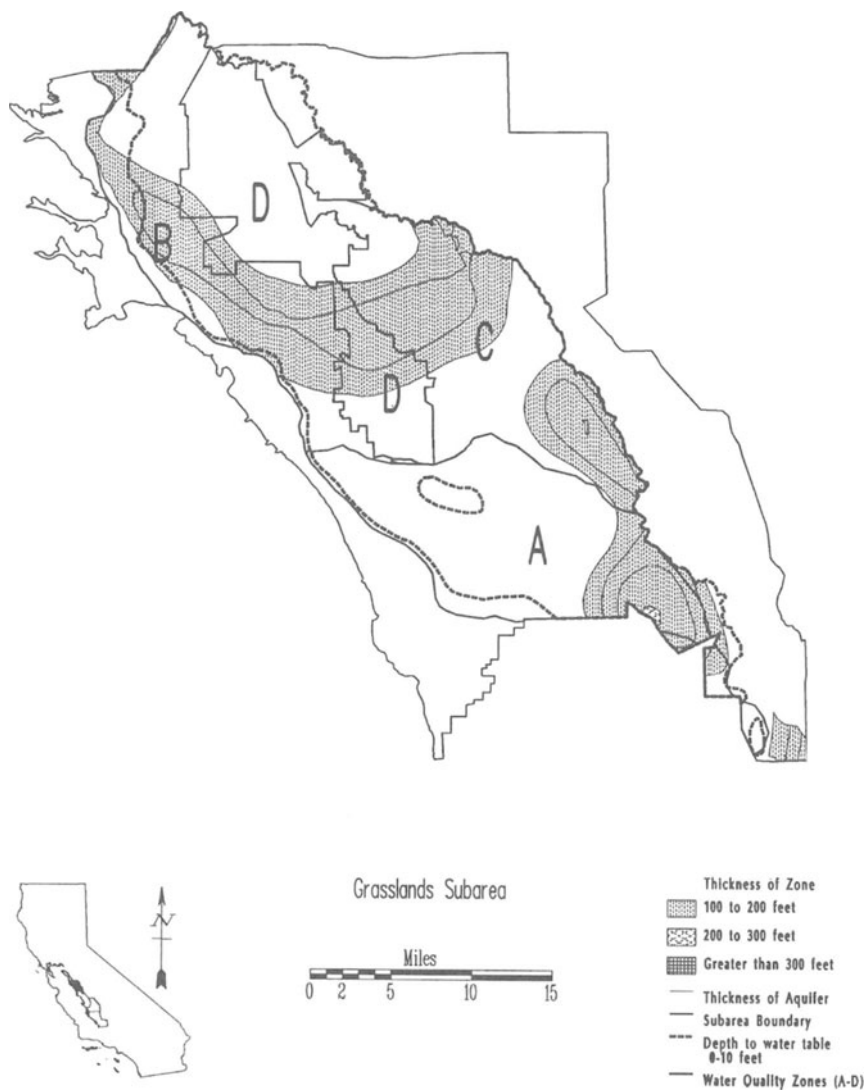 D
B
C
D
A
N
Grasslands Subarea
Miles
0 2 5 10 15
Thickness of Zone
100 to 200 feet
200 to 300 feet
Greater than 300 feet
Thickness of Aquifer
Subarea Boundary
Depth to water table
0-10 feet
Water Quality Zones (A-D)